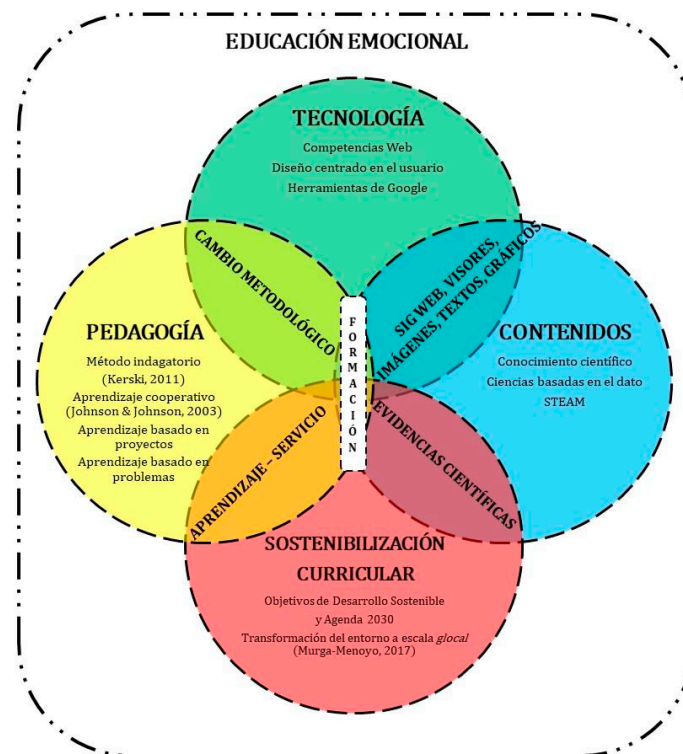 EDUCACIÓN EMOCIONAL
TECNOLOGÍA
Competencias Web
Diseño centrado en el usuario
Herramientas de Google
CAMBIO METODOLÓGICO
SIG WEB, VISORES,
IMÁGENES, TEXTOS, GRÁFICOS
PEDAGOGÍA
Método indagatorio
(Kerski, 2011)
Aprendizaje cooperativo
(Johnson & Johnson, 2003)
Aprendizaje basado en
proyectos
Aprendizaje basado en
problemas
FORMACIÓN
CONTENIDOS
Conocimiento científico
Ciencias basadas en el dato
STEAM
APRENDIZAJE – SERVICIO
EVIDENCIAS CIENTÍFICAS
SOSTENIBILIZACIÓN
CURRICULAR
Objetivos de Desarrollo Sostenible
y Agenda 2030
Transformación del entorno a escala glocal
(Murga-Menoyo, 2017)